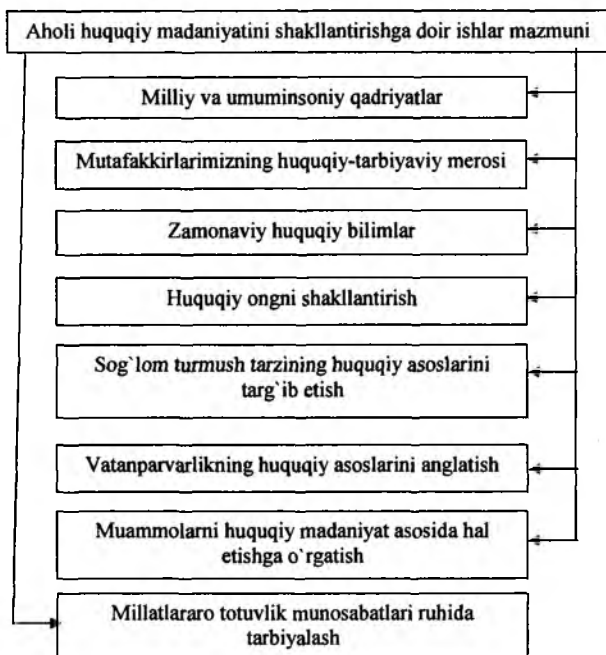 Aholi huquqiy madaniyatini shakllantirishga doir ishlar mazmuni
Milliy va umuminsoniy qadriyatlar
Mutafakkirlarimizning huquqiy-tarbiyaviy merosi
Zamonaviy huquqiy bilimlar
Huquqiy ongni shakllantirish
Sog`lom turmush tarzining huquqiy asoslarini
targ`ib etish
Vatanparvarlikning huquqiy asoslarini anglatish
Muammolarni huquqiy madaniyat asosida hal
etishga o`rgatish
Millatlararo totuvlik munosabatlari ruhida
tarbiyalash